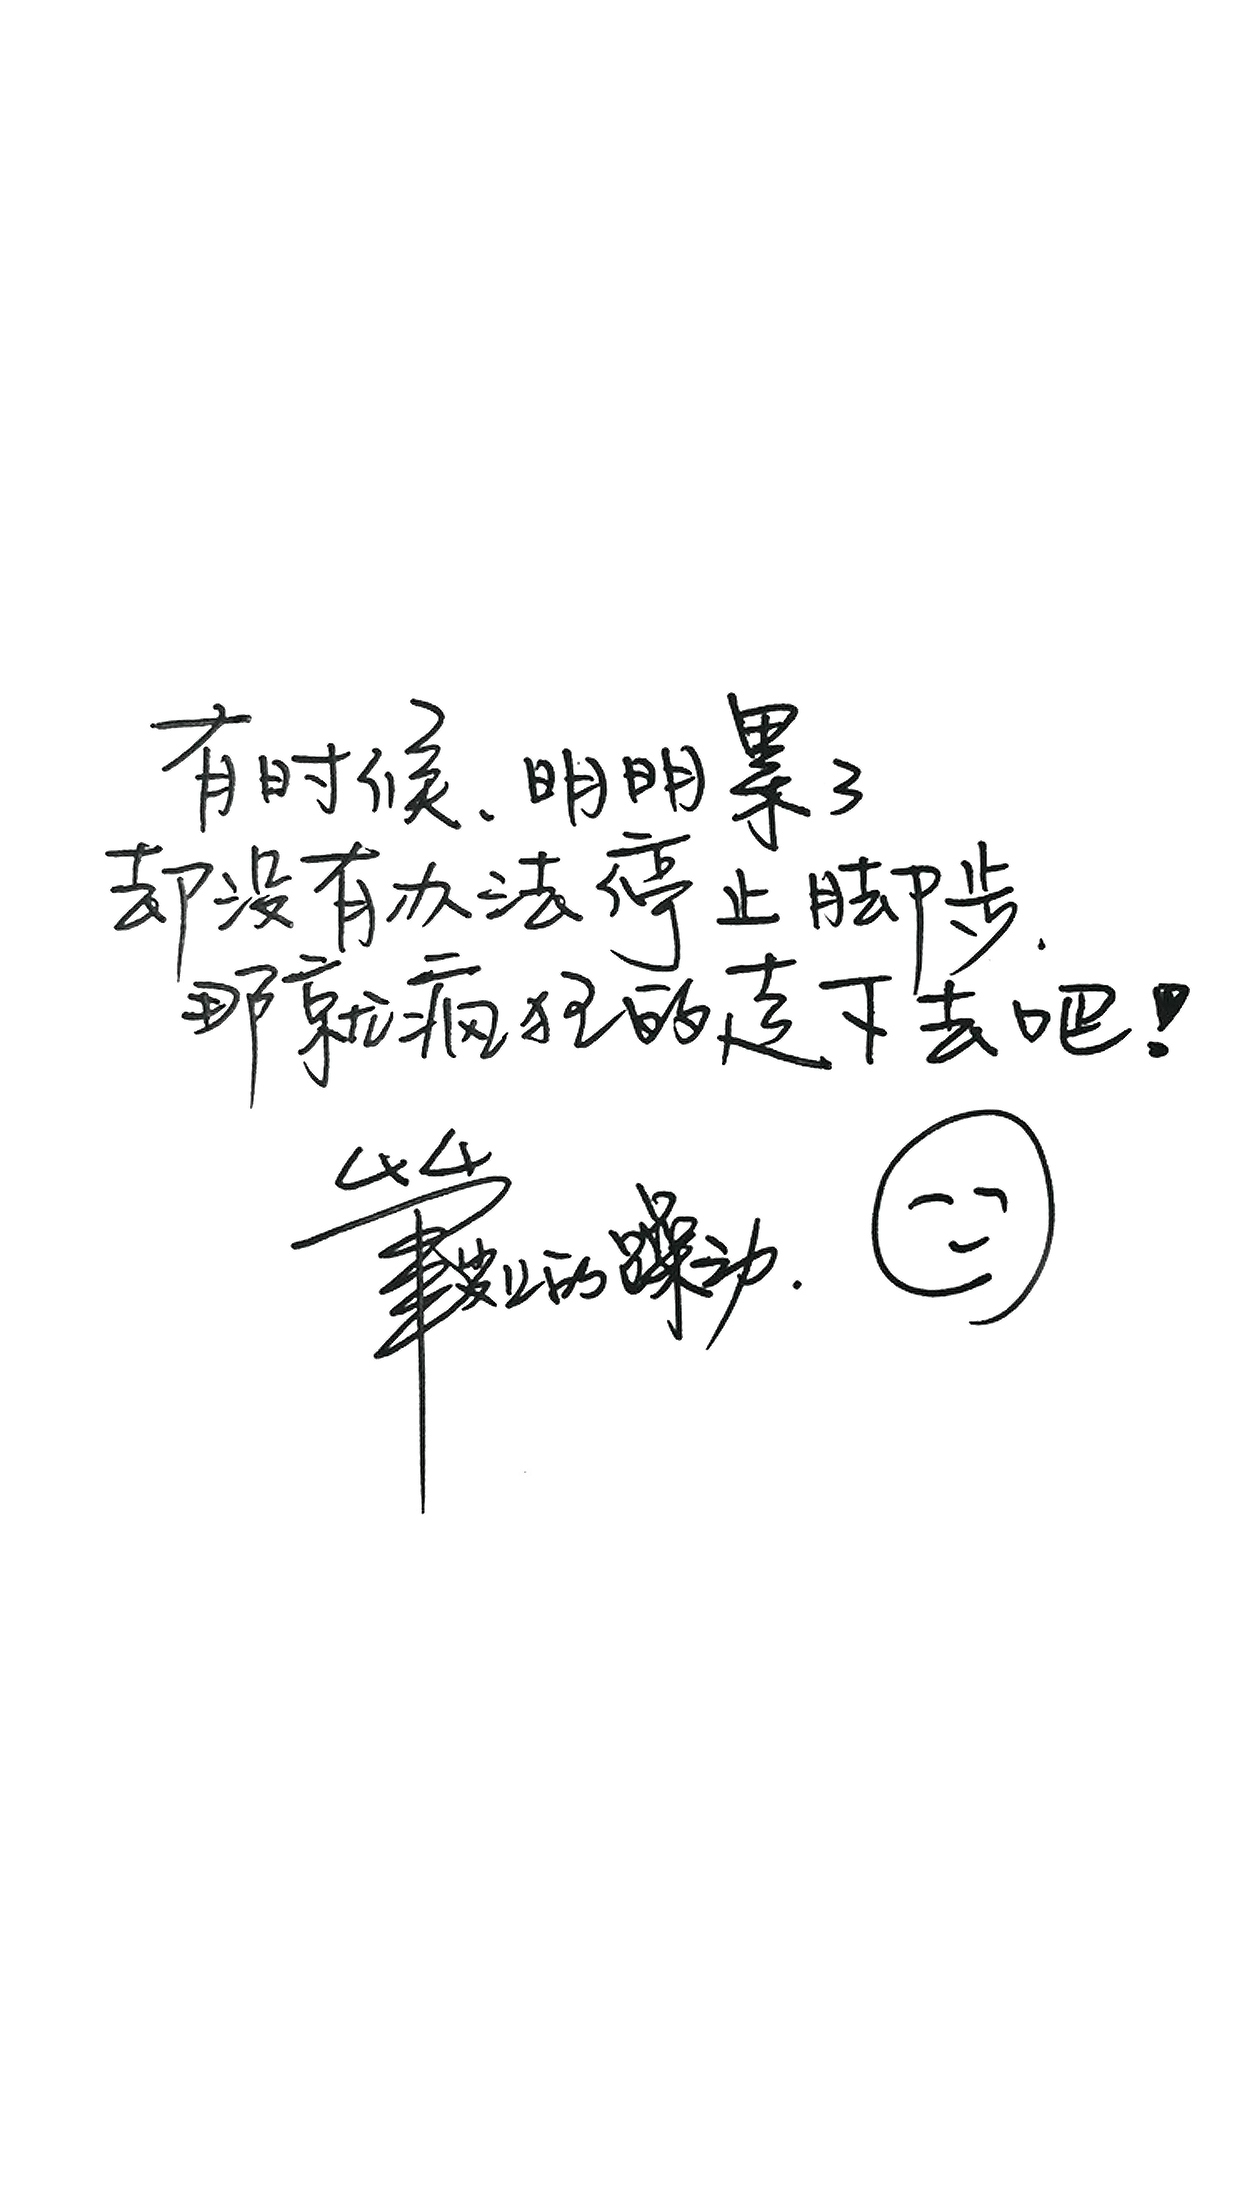 有时候、明明累了
却没有办法停止脚步.
那就疯狂的走下去吧!
笔尖上的躁动.